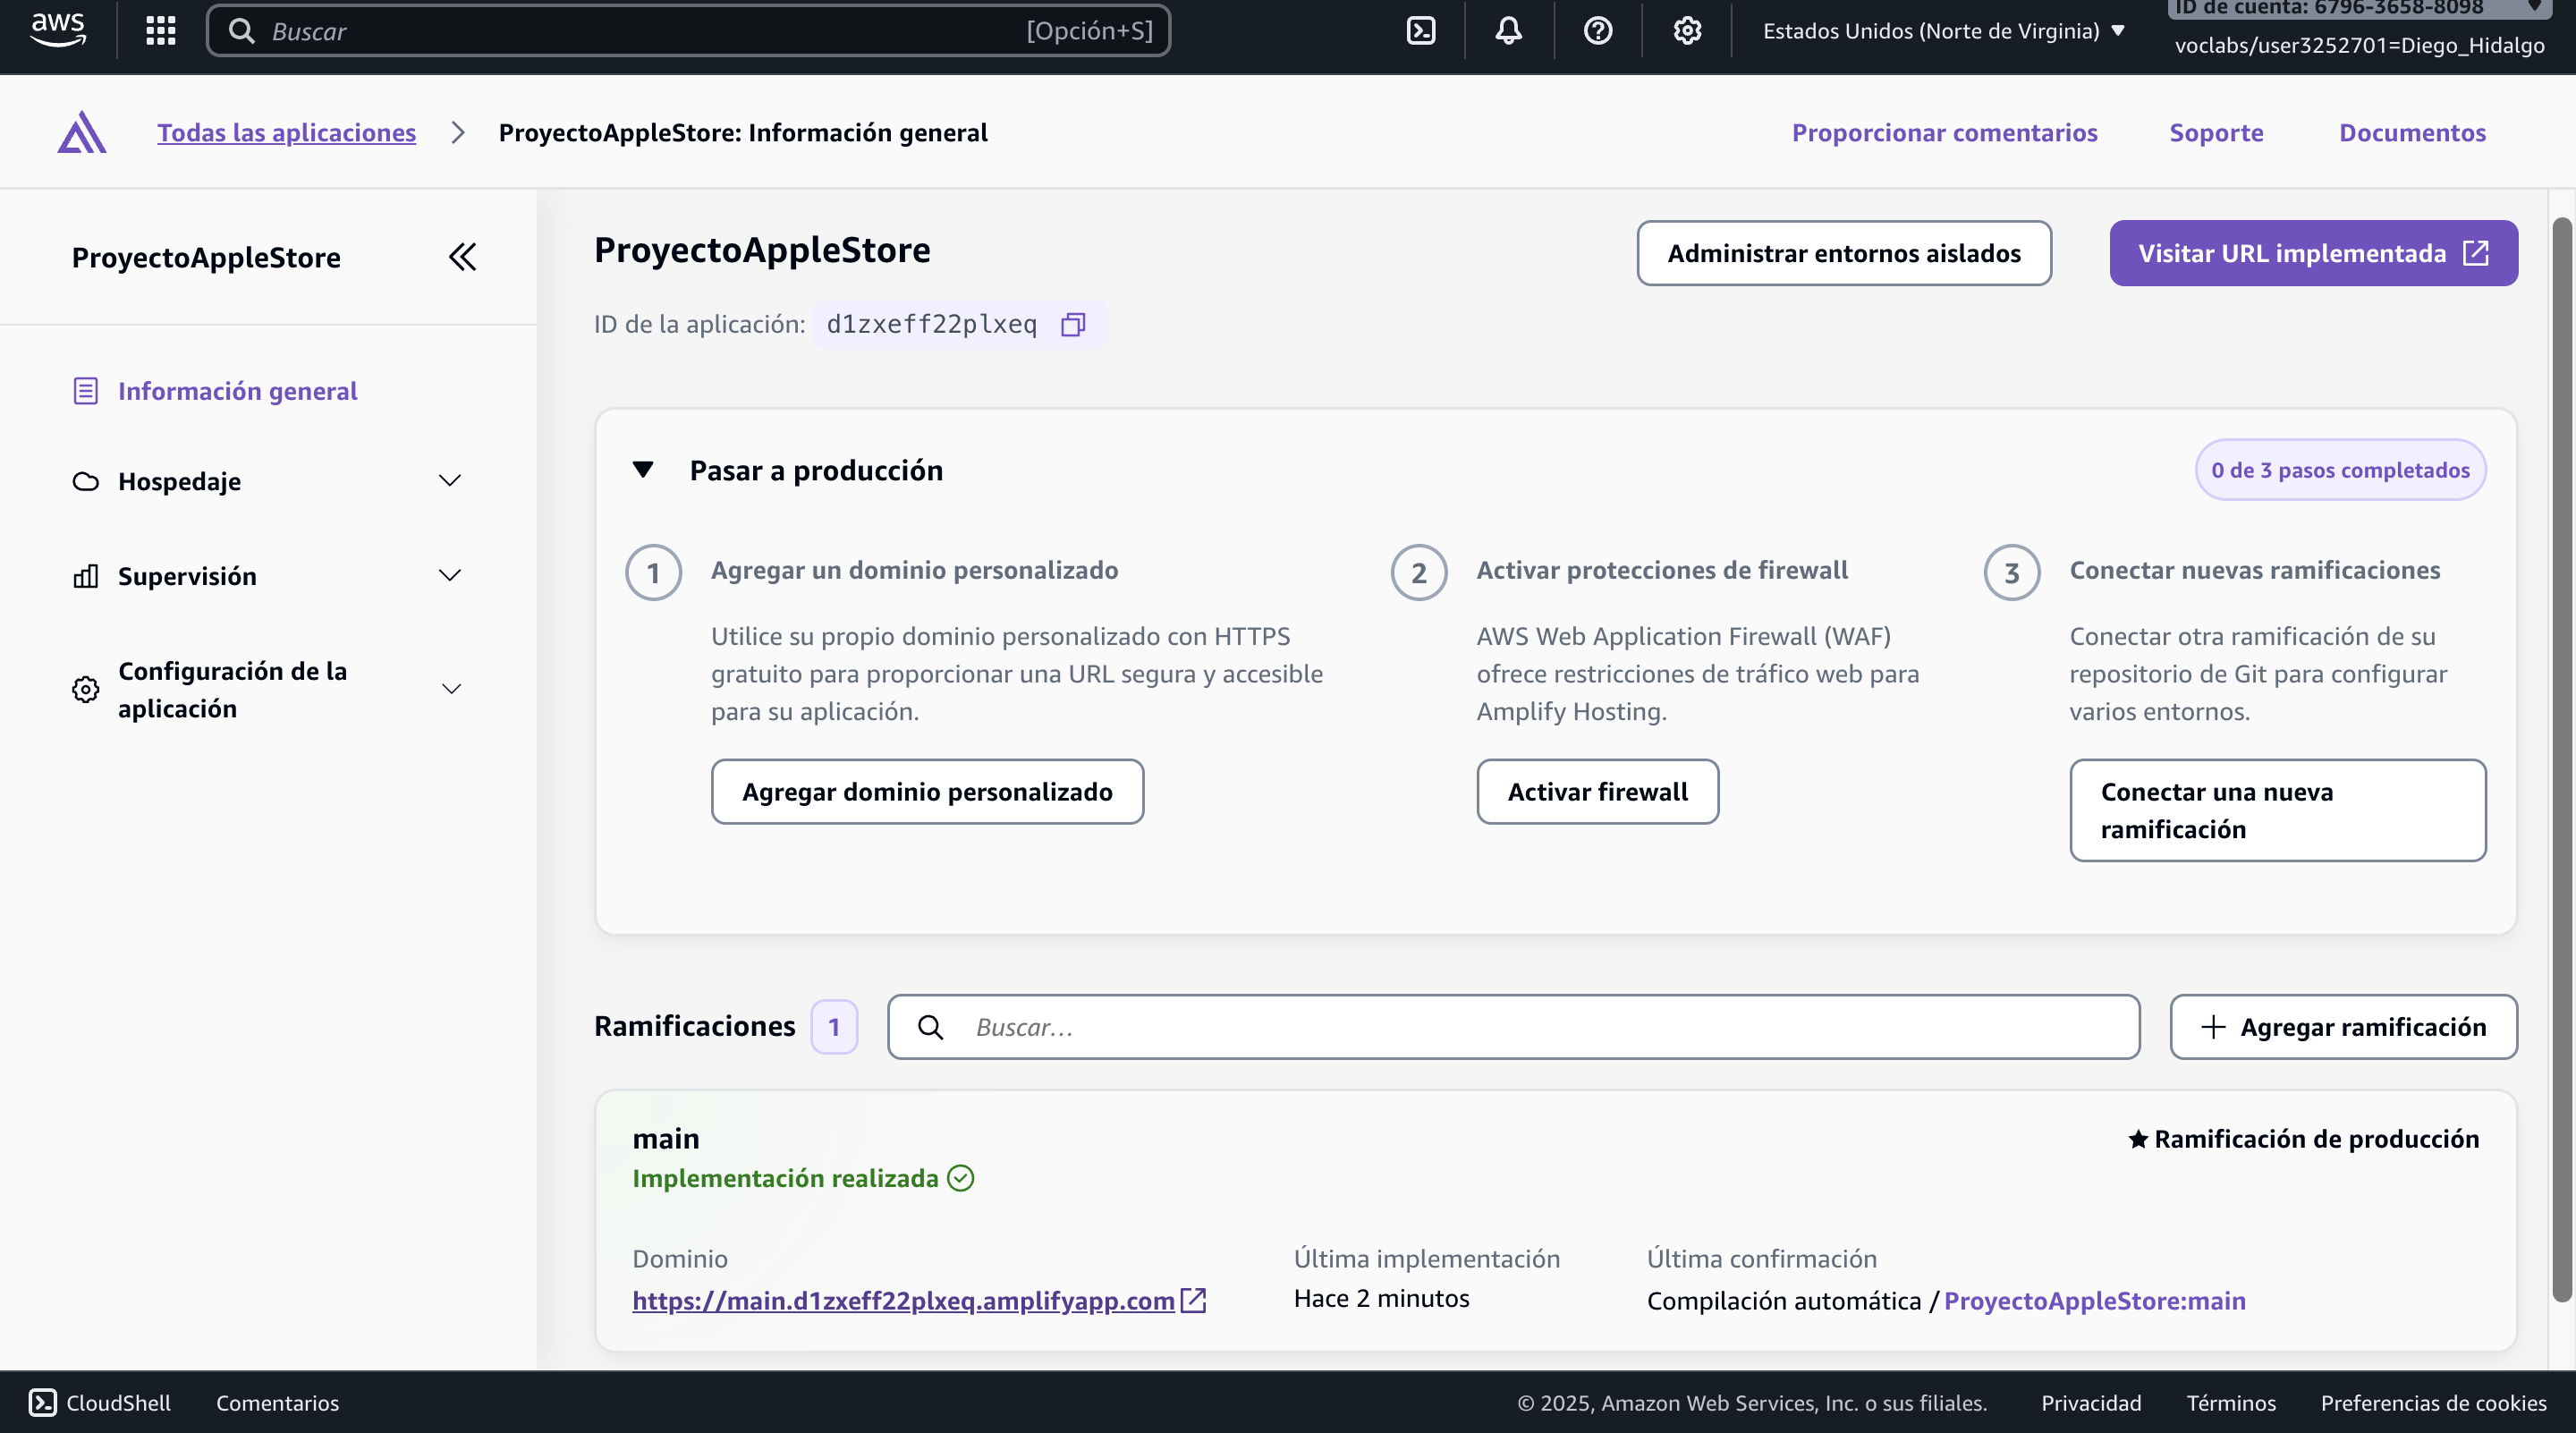 aws
Buscar
[Opción+S]
Estados Unidos (Norte de Virginia)
ID de cuenta: 6796-3658-8098
voclabs/user3252701=Diego_Hidalgo
Todas las aplicaciones
ProyectoAppleStore: Información general
Proporcionar comentarios
Soporte
Documentos
ProyectoAppleStore
Información general
Hospedaje
Supervisión
Configuración de la
aplicación
ProyectoAppleStore
Administrar entornos aislados
Visitar URL implementada
ID de la aplicación: d1zxeff22plxeq
Pasar a producción
0 de 3 pasos completados
1
Agregar un dominio personalizado
Utilice su propio dominio personalizado con HTTPS
gratuito para proporcionar una URL segura y accesible
para su aplicación.
Agregar dominio personalizado
2
Activar protecciones de firewall
AWS Web Application Firewall (WAF)
ofrece restricciones de tráfico web para
Amplify Hosting.
Activar firewall
3
Conectar nuevas ramificaciones
Conectar otra ramificación de su
repositorio de Git para configurar
varios entornos.
Conectar una nueva
ramificación
Ramificaciones 1
Buscar...
Agregar ramificación
main
Ramificación de producción
Implementación realizada
Dominio
https://main.d1zxeff22plxeq.amplifyapp.com
Última implementación
Hace 2 minutos
Última confirmación
Compilación automática / ProyectoAppleStore:main
CloudShell
Comentarios
© 2025, Amazon Web Services, Inc. o sus filiales.
Privacidad
Términos
Preferencias de cookies